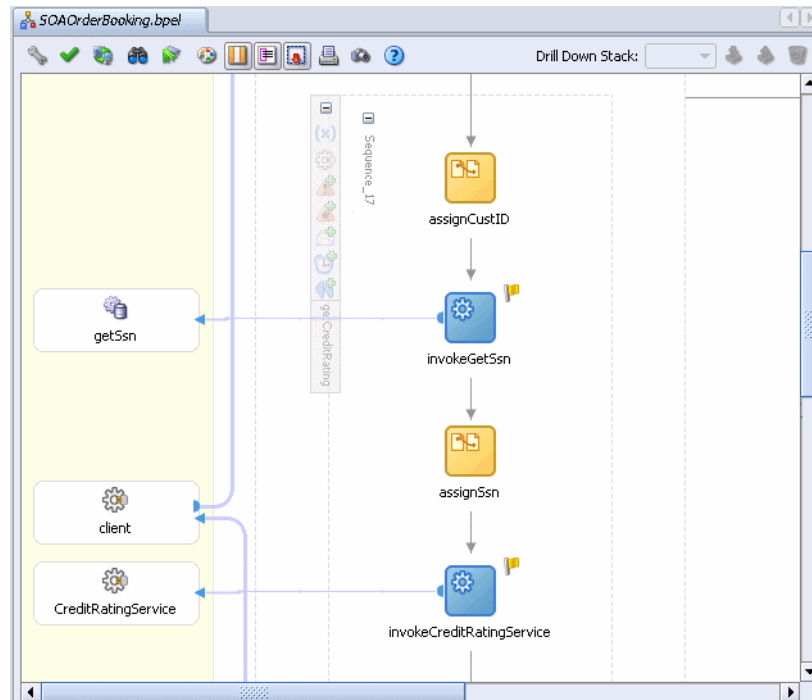 SOAOrderBooking.bpel
Drill Down Stack:
Sequence_17
assignCustID
getSsn
invokeGetSsn
getCreditRating
assignSsn
client
CreditRatingService
invokeCreditRatingService